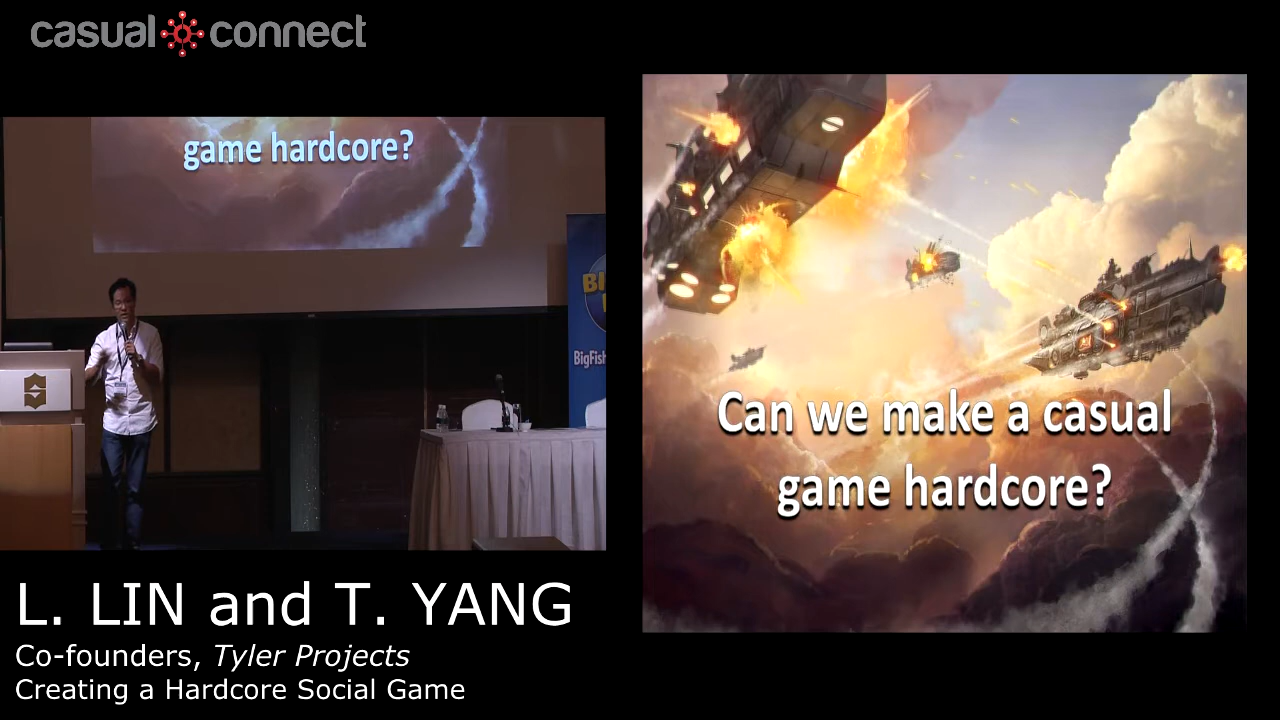 casual connect
game hardcore?
BigFish
Can we make a casual
game hardcore?
L. LIN and T. YANG
Co-founders, Tyler Projects
Creating a Hardcore Social Game